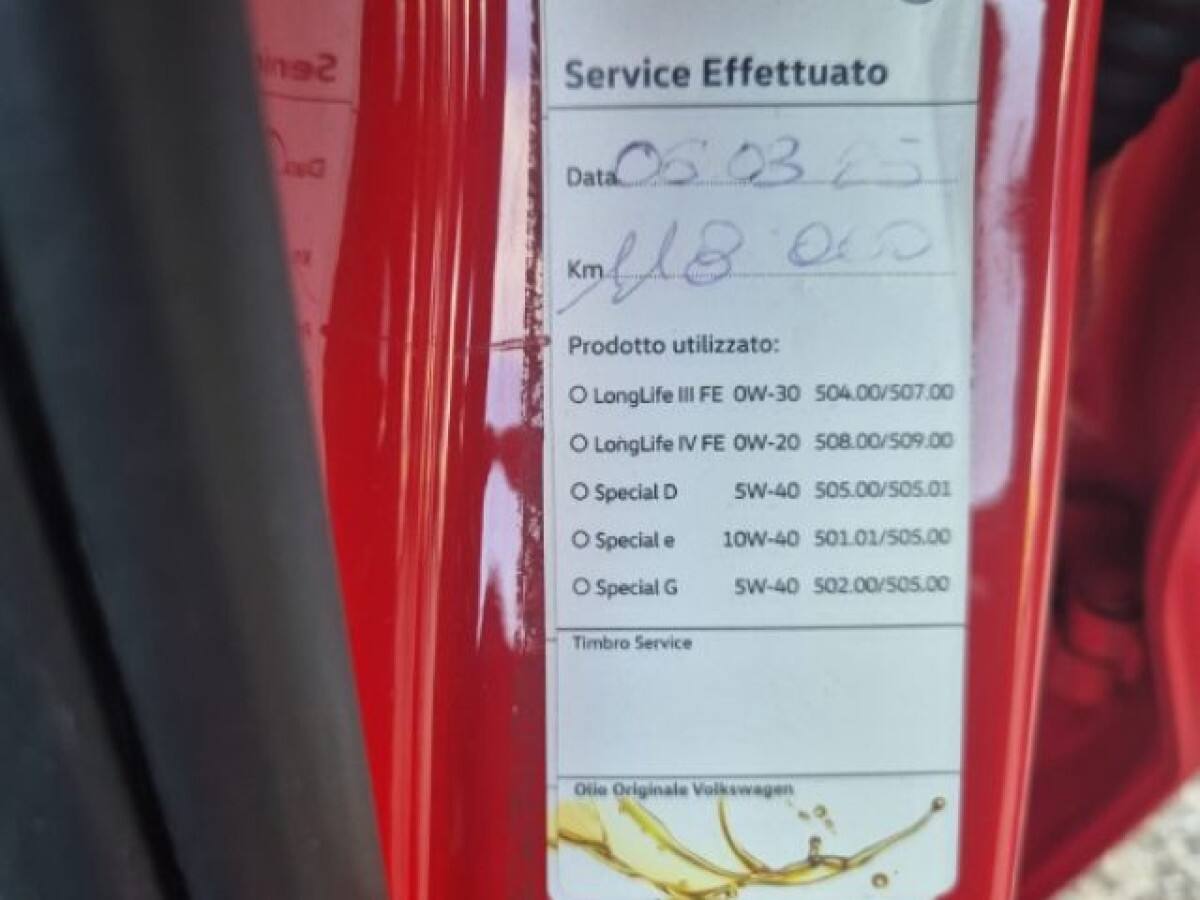 Service Effettuato
Data 06 03 25
Km 118 000
Prodotto utilizzato:
LongLife III FE 0W-30 504.00/507.00
LongLife IV FE 0W-20 508.00/509.00
Special D 5W-40 505.00/505.01
Special e 10W-40 501.01/505.00
Special G 5W-40 502.00/505.00
Timbro Service
Olio Originale Volkswagen